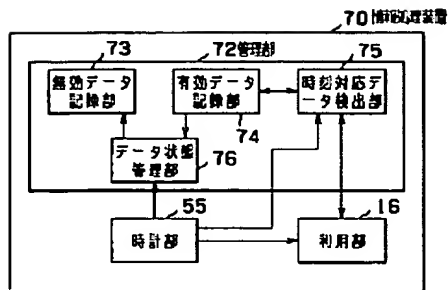 70 情報処理装置
73
72 管理部
75
無効データ
記録部
有効データ
記録部
時刻対応デ
ータ検出部
74
データ状態
管理部
76
55
16
時計部
利用部